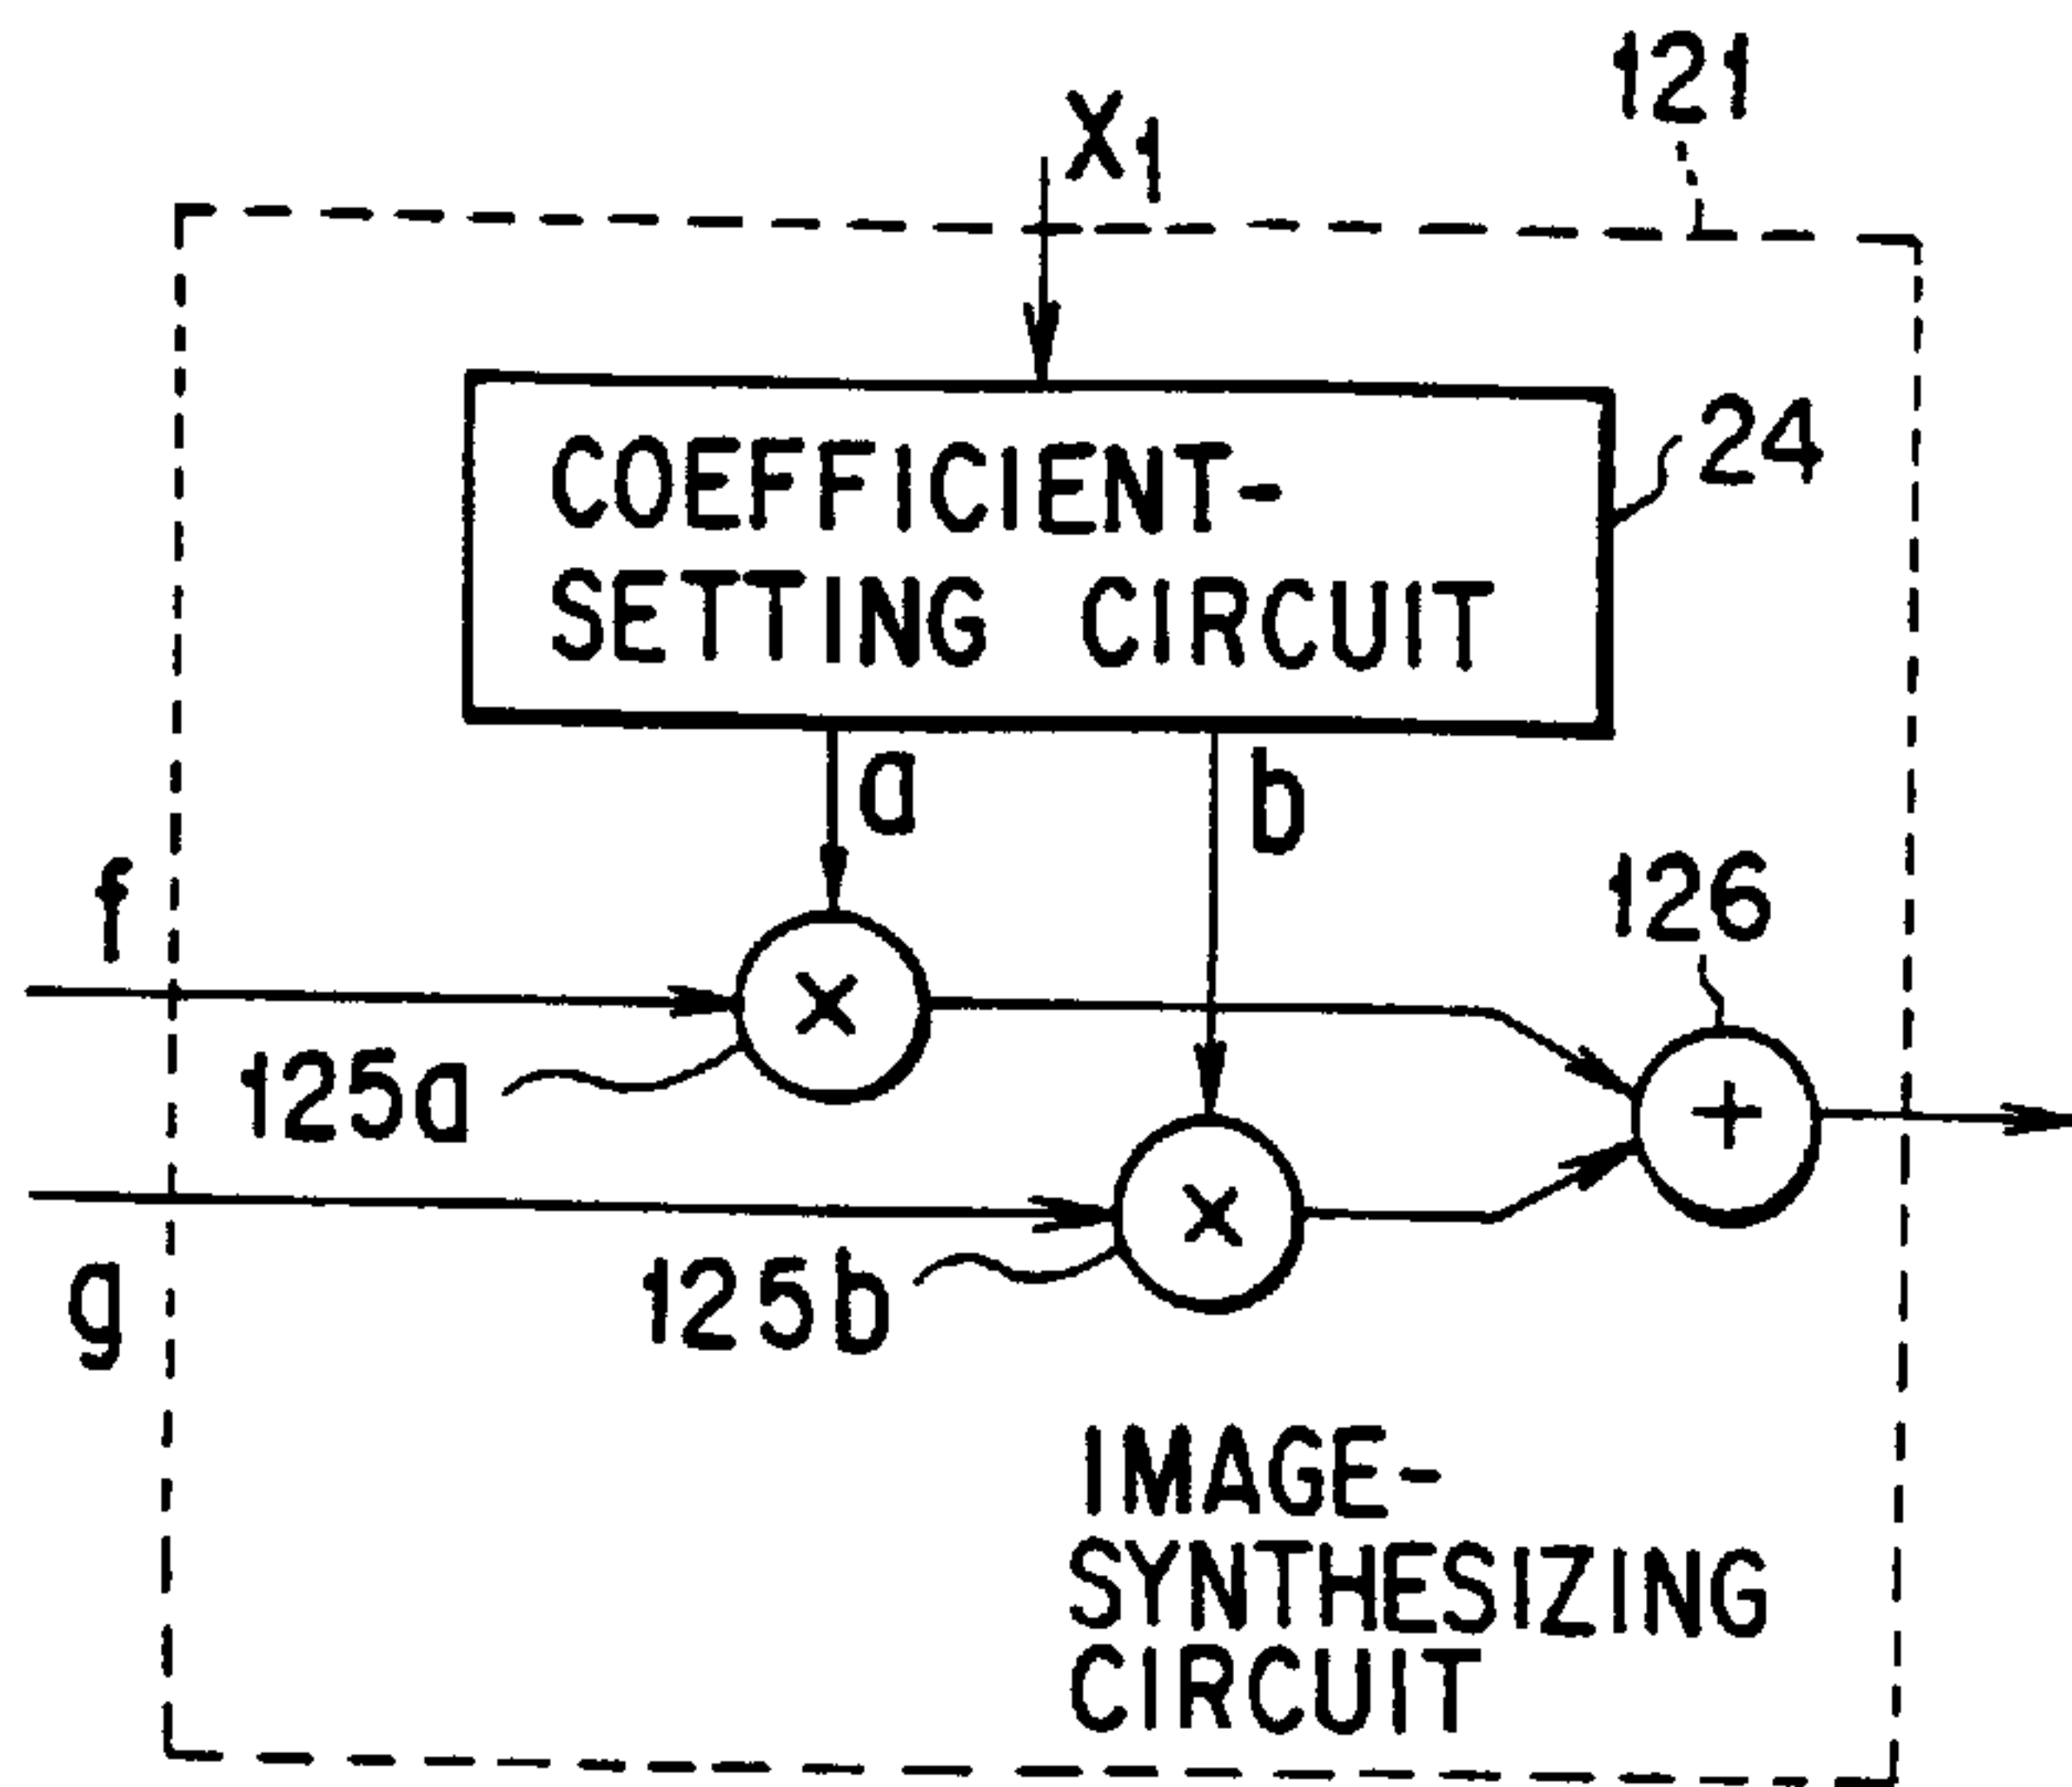 121
X1
COEFFICIENT-
SETTING CIRCUIT
24
a
b
f
126
×
125a
+
×
g
125b
IMAGE-
SYNTHESIZING
CIRCUIT